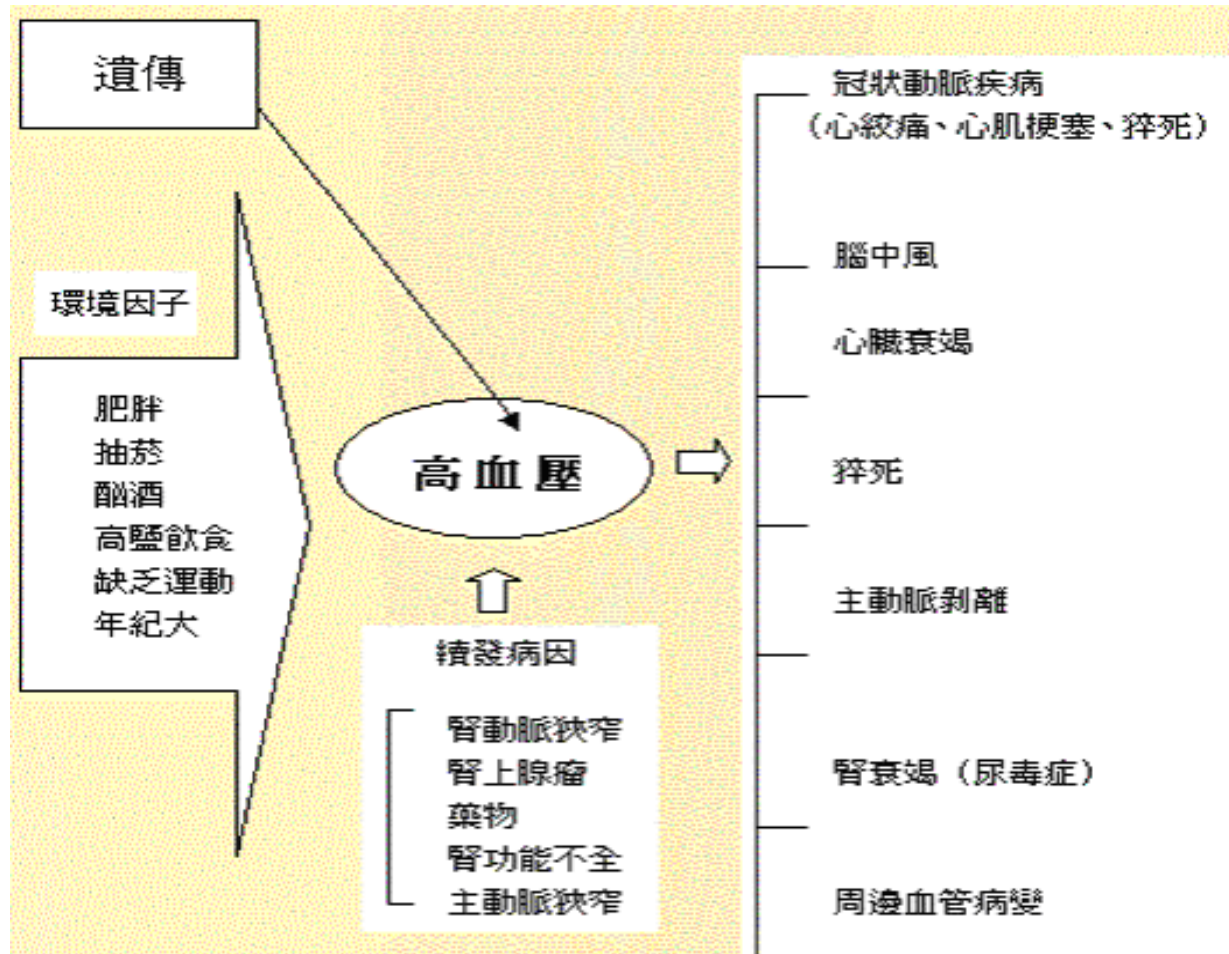 遺傳
環境因子
肥胖
抽菸
酗酒
高鹽飲食
缺乏運動
年紀大
高血壓
續發病因
腎動脈狹窄
腎上腺瘤
藥物
腎功能不全
主動脈狹窄
冠狀動脈疾病
(心絞痛、心肌梗塞、猝死)
腦中風
心臟衰竭
猝死
主動脈剝離
腎衰竭（尿毒症）
周邊血管病變